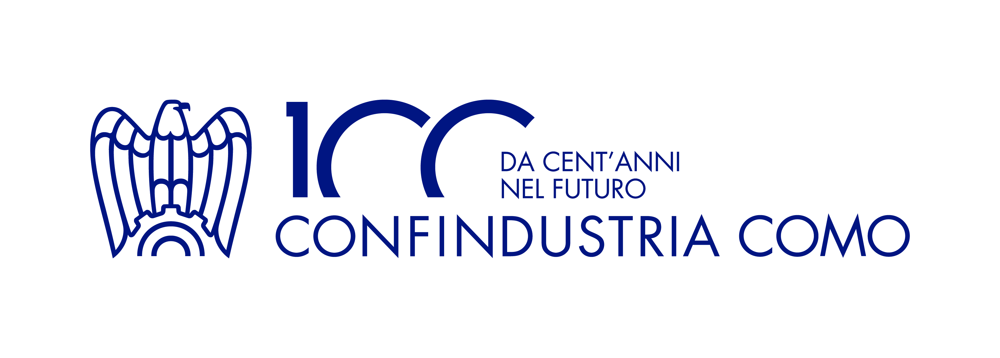 100
DA CENT'ANNI
NEL FUTURO
CONFINDUSTRIA COMO